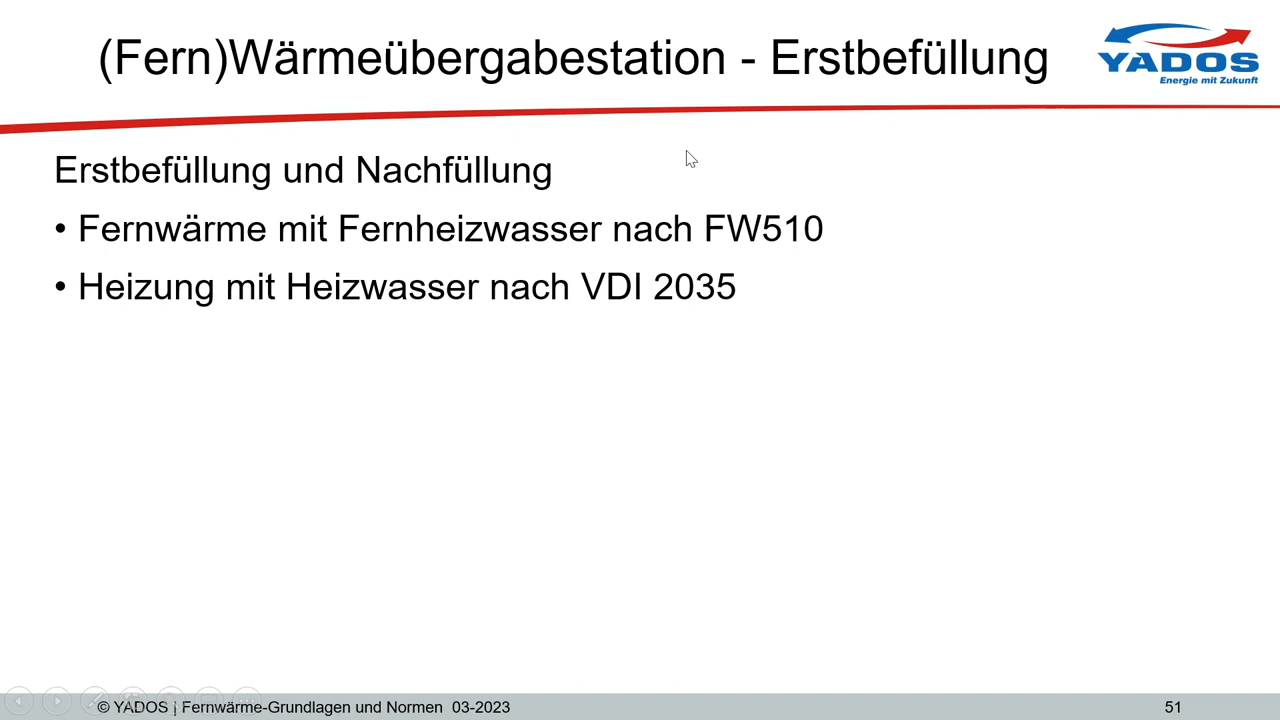 (Fern)Wärmeübergabestation - Erstbefüllung
YADOS
Energie mit Zukunft
Erstbefüllung und Nachfüllung
• Fernwärme mit Fernheizwasser nach FW510
• Heizung mit Heizwasser nach VDI 2035
© YADOS | Fernwärme-Grundlagen und Normen 03-2023
51